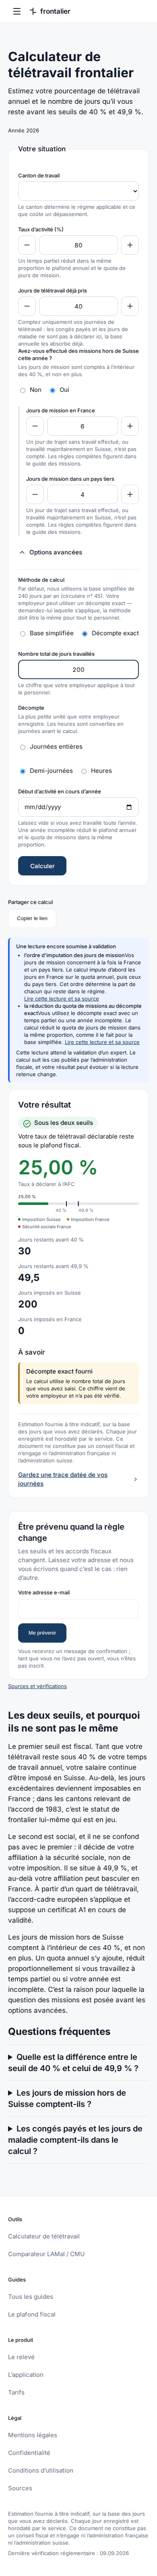 frontalier
Calculateur de
télétravail frontalier
Estimez votre pourcentage de télétravail
annuel et le nombre de jours qu'il vous
reste avant les seuils de 40 % et 49,9 %.
Année 2026
Votre situation
Canton de travail
Le canton détermine le régime applicable et ce
que coûte un dépassement.
Taux d'activité (%)
80
Un temps partiel réduit dans la même
proportion le plafond annuel et le quota de
jours de mission.
Jours de télétravail déjà pris
40
Comptez uniquement vos journées de
télétravail : les congés payés et les jours de
maladie ne sont pas à déclarer ici, la base
annuelle les absorbe déjà.
Avez-vous effectué des missions hors de Suisse
cette année ?
Les jours de mission sont comptés à l'intérieur
des 40 %, et non en plus.
Non
Oui
Jours de mission en France
6
Un jour de trajet sans travail effectué, ou
travaillé majoritairement en Suisse, n'est pas
compté. Les règles complètes figurent dans
le guide des missions.
Jours de mission dans un pays tiers
4
Un jour de trajet sans travail effectué, ou
travaillé majoritairement en Suisse, n'est pas
compté. Les règles complètes figurent dans
le guide des missions.
Options avancées
Méthode de calcul
Par défaut, nous utilisons la base simplifiée de
240 jours par an (circulaire n° 45). Votre
employeur peut utiliser un décompte exact —
demandez-lui laquelle il applique. La méthode
se choisit employeur par employeur, et non à
titre personnel.
Base simplifiée
Décompte exact
Nombre total de jours travaillés
200
Le chiffre que votre employeur applique à tout
le personnel.
Décompte
La plus petite unité que votre employeur
enregistre. Les heures sont converties en
journées avant le calcul.
Journées entières
Demi-journées
Heures
Début d'activité en cours d'année
mm/dd/yyyy
Laissez vide si vous avez travaillé toute l'année.
Une année incomplète réduit le plafond annuel
et le quota de missions dans la même
proportion.
Calculer
Partager ce calcul
Copier le lien
Une lecture encore soumise à validation
l'ordre d'imputation des jours de missionVos
jours de mission concernent à la fois la France et
un pays tiers. Le calcul impute d'abord les
jours en France sur le quota annuel, puis ceux
du pays tiers. Cet ordre détermine la part de
chacun qui reste dans le régime.
Lire cette lecture et sa source
la réduction du quota de missions au décompte
exactVous utilisez le décompte exact avec un
temps partiel ou une année incomplète. Le
calcul réduit le quota de jours de mission dans la
même proportion, comme il le fait pour la
base simplifiée. Lire cette lecture et sa source
Cette lecture attend la validation d'un expert. Le
calcul suit les cas publiés par l'administration
fiscale, et votre résultat peut évoluer si la lecture
retenue change.
Votre résultat
Sous les deux seuils
Votre taux de télétravail déclarable reste
sous le plafond fiscal.
25,00 %
Taux à déclarer à l'AFC
25,00 %
40 %
49,9 %
Imposition Suisse
Imposition France
Sécurité sociale France
Jours restants avant 40 %
30
Jours restants avant 49,9 %
49,5
Jours imposés en Suisse
200
Jours imposés en France
0
À savoir
Décompte exact fourni
Le calcul utilise le nombre total de jours
que vous avez saisi. Ce chiffre vient de
votre employeur et n'a pas été vérifié.
Estimation fournie à titre indicatif, sur la base
des jours que vous avez déclarés. Chaque jour
enregistré est horodaté par le service. Ce
document ne constitue pas un conseil fiscal et
n'engage ni l'administration française ni
l'administration suisse.
Gardez une trace datée de vos
journées
Être prévenu quand la règle
change
Les seuils et les accords fiscaux
changent. Laissez votre adresse et nous
vous écrivons quand c'est le cas : rien
d'autre.
Votre adresse e-mail
Me prévenir
Vous recevrez un message de confirmation ;
tant que vous ne l'avez pas ouvert, vous n'êtes
pas inscrit.
Sources et vérifications
Les deux seuils, et pourquoi
ils ne sont pas le même
Le premier seuil est fiscal. Tant que votre
télétravail reste sous 40 % de votre temps
de travail annuel, votre salaire continue
d'être imposé en Suisse. Au-delà, les jours
excédentaires deviennent imposables en
France ; dans les cantons relevant de
l'accord de 1983, c'est le statut de
frontalier lui-même qui est en jeu.
Le second est social, et il ne se confond
pas avec le premier : il décide de votre
affiliation à la sécurité sociale, non de
votre imposition. Il se situe à 49,9 %, et
au-delà votre affiliation peut basculer en
France. À partir d'un quart de télétravail,
l'accord-cadre européen s'applique et
suppose un certificat A1 en cours de
validité.
Les jours de mission hors de Suisse
comptent à l'intérieur de ces 40 %, et non
en plus. Un quota annuel s'y ajoute, réduit
proportionnellement si vous travaillez à
temps partiel ou si votre année est
incomplète. C'est la raison pour laquelle la
question des missions est posée avant les
options avancées.
Questions fréquentes
Quelle est la différence entre le
seuil de 40 % et celui de 49,9 % ?
Les jours de mission hors de
Suisse comptent-ils ?
Les congés payés et les jours de
maladie comptent-ils dans le
calcul ?
Outils
Calculateur de télétravail
Comparateur LAMal / CMU
Guides
Tous les guides
Le plafond fiscal
Le produit
Le relevé
L'application
Tarifs
Légal
Mentions légales
Confidentialité
Conditions d'utilisation
Sources
Estimation fournie à titre indicatif, sur la base des jours
que vous avez déclarés. Chaque jour enregistré est
horodaté par le service. Ce document ne constitue pas
un conseil fiscal et n'engage ni l'administration française
ni l'administration suisse.
Dernière vérification réglementaire : 09.09.2026